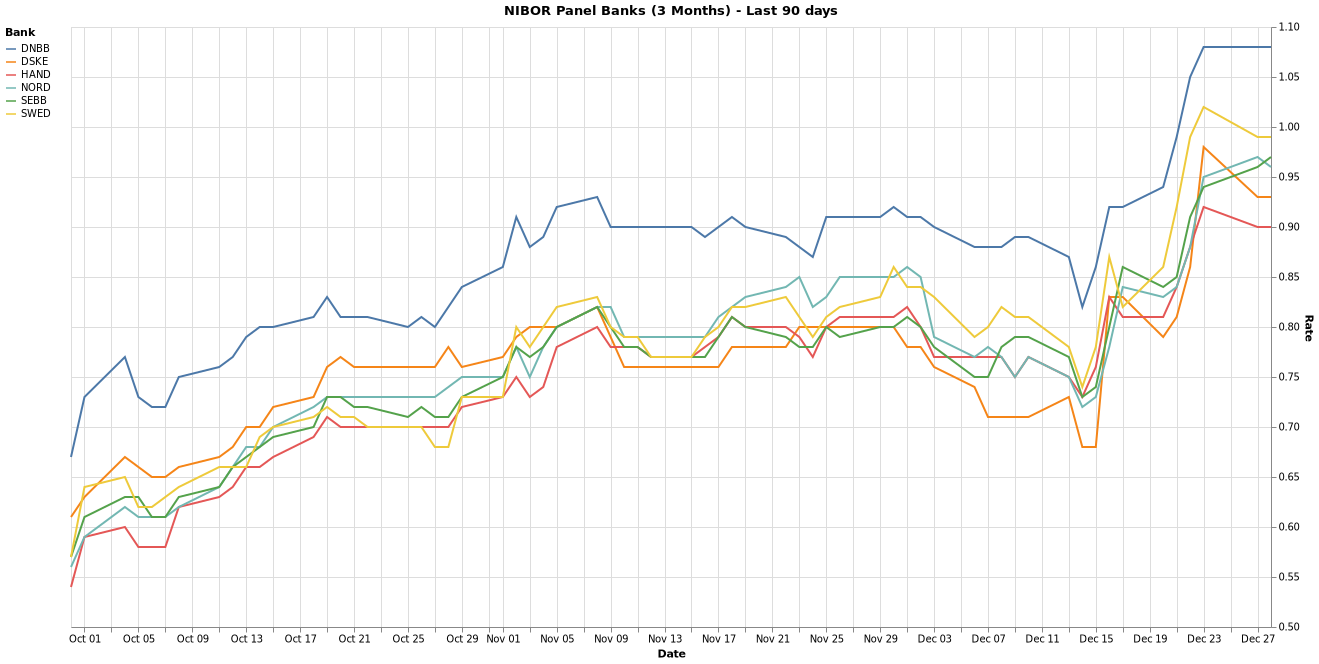 NIBOR Panel Banks (3 Months) - Last 90 days
Bank
DNBB
DSKE
HAND
NORD
SEBB
SWED
1.10
1.05
1.00
0.95
0.90
0.85
0.80
0.75
0.70
0.65
0.60
0.55
0.50
Rate
Oct 01 Oct 05 Oct 09 Oct 13 Oct 17 Oct 21 Oct 25 Oct 29 Nov 01 Nov 05 Nov 09 Nov 13 Nov 17 Nov 21 Nov 25 Nov 29 Dec 03 Dec 07 Dec 11 Dec 15 Dec 19 Dec 23 Dec 27
Date